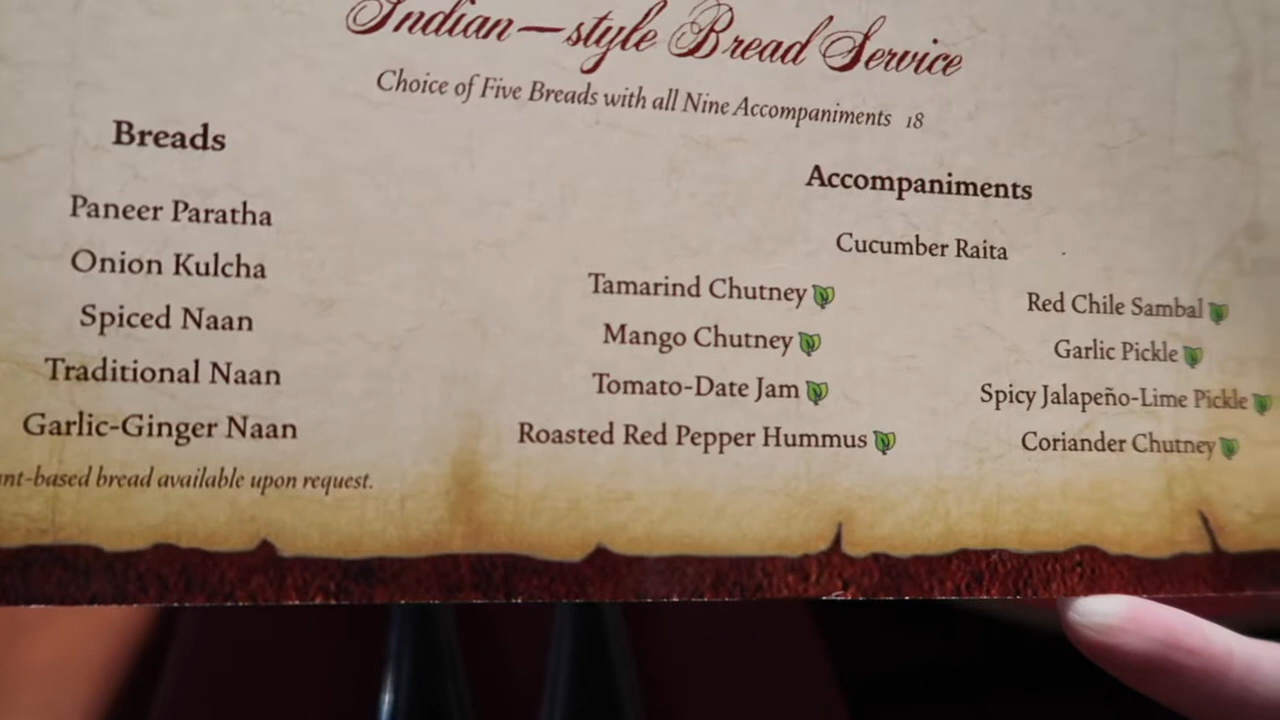 Indian-style Bread Service
Choice of Five Breads with all Nine Accompaniments 18
Breads
Paneer Paratha
Onion Kulcha
Spiced Naan
Traditional Naan
Garlic-Ginger Naan
bread available upon request.
Accompaniments
Cucumber Raita
Tamarind Chutney
Mango Chutney
Tomato-Date Jam
Roasted Red Pepper Hummus
Red Chile Sambal
Garlic Pickle
Spicy Jalapeño-Lime Pickle
Coriander Chutney